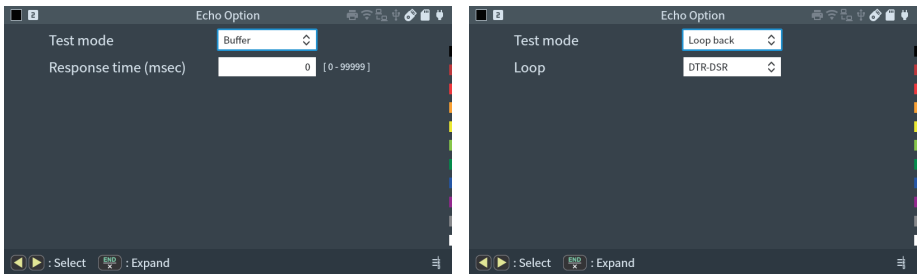 2 Echo Option
Test mode Buffer
Response time (msec) 0 [ 0 - 99999 ]
: Select END × : Expand
2 Echo Option
Test mode Loop back
Loop DTR-DSR
: Select END × : Expand